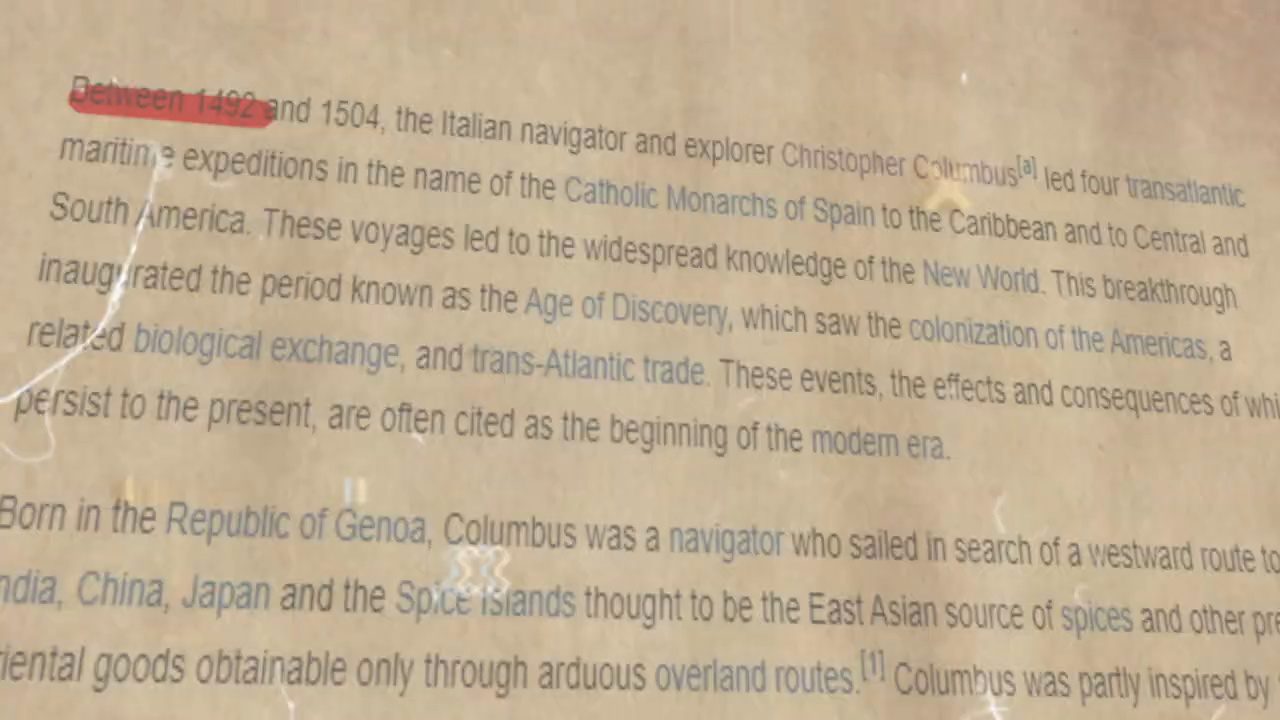 Between 1492 and 1504, the Italian navigator and explorer Christopher Columbus[a] led four transatlantic
maritime expeditions in the name of the Catholic Monarchs of Spain to the Caribbean and to Central and
South America. These voyages led to the widespread knowledge of the New World. This breakthrough
inaugurated the period known as the Age of Discovery, which saw the colonization of the Americas, a
related biological exchange, and trans-Atlantic trade. These events, the effects and consequences of whi
persist to the present, are often cited as the beginning of the modern era.
Born in the Republic of Genoa, Columbus was a navigator who sailed in search of a westward route to
ndia, China, Japan and the Spice Islands thought to be the East Asian source of spices and other pre
riental goods obtainable only through arduous overland routes.[1] Columbus was partly inspired by